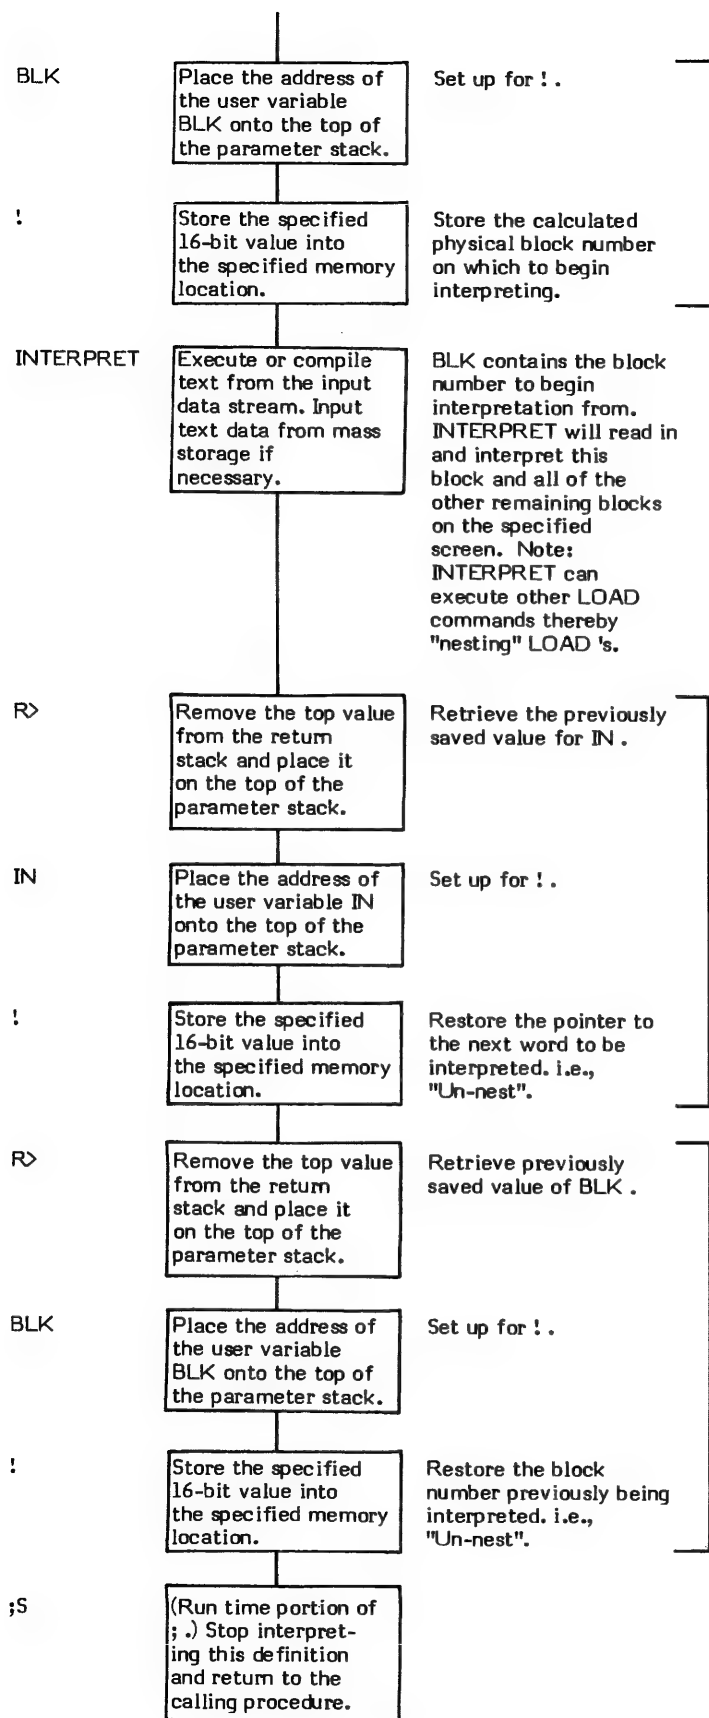 BLK
Place the address of
the user variable
BLK onto the top of
the parameter stack.
Set up for ! .
!
Store the specified
16-bit value into
the specified memory
location.
Store the calculated
physical block number
on which to begin
interpreting.
INTERPRET
Execute or compile
text from the input
data stream. Input
text data from mass
storage if
necessary.
BLK contains the block
number to begin
interpretation from.
INTERPRET will read in
and interpret this
block and all of the
other remaining blocks
on the specified
screen. Note:
INTERPRET can
execute other LOAD
commands thereby
"nesting" LOAD 's.
R>
Remove the top value
from the return
stack and place it
on the top of the
parameter stack.
Retrieve the previously
saved value for IN .
IN
Place the address of
the user variable IN
onto the top of the
parameter stack.
Set up for ! .
!
Store the specified
16-bit value into
the specified memory
location.
Restore the pointer to
the next word to be
interpreted. i.e.,
"Un-nest".
R>
Remove the top value
from the return
stack and place it
on the top of the
parameter stack.
Retrieve previously
saved value of BLK .
BLK
Place the address of
the user variable
BLK onto the top of
the parameter stack.
Set up for ! .
!
Store the specified
16-bit value into
the specified memory
location.
Restore the block
number previously being
interpreted. i.e.,
"Un-nest".
;S
(Run time portion of
; .) Stop interpret-
ing this definition
and return to the
calling procedure.